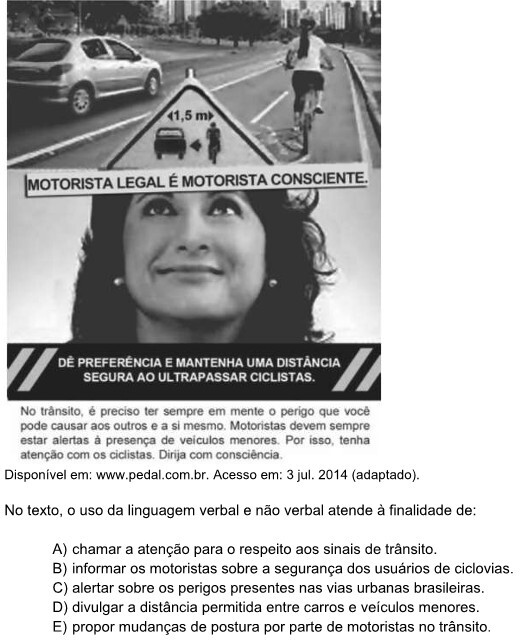 1,5 m
MOTORISTA LEGAL É MOTORISTA CONSCIENTE.
DÊ PREFERÊNCIA E MANTENHA UMA DISTÂNCIA
SEGURA AO ULTRAPASSAR CICLISTAS.
No trânsito, é preciso ter sempre em mente o perigo que você
pode causar aos outros e a si mesmo. Motoristas devem sempre
estar alertas à presença de veículos menores. Por isso, tenha
atenção com os ciclistas. Dirija com consciência.
Disponível em: www.pedal.com.br. Acesso em: 3 jul. 2014 (adaptado).
No texto, o uso da linguagem verbal e não verbal atende à finalidade de:
A) chamar a atenção para o respeito aos sinais de trânsito.
B) informar os motoristas sobre a segurança dos usuários de ciclovias.
C) alertar sobre os perigos presentes nas vias urbanas brasileiras.
D) divulgar a distância permitida entre carros e veículos menores.
E) propor mudanças de postura por parte de motoristas no trânsito.